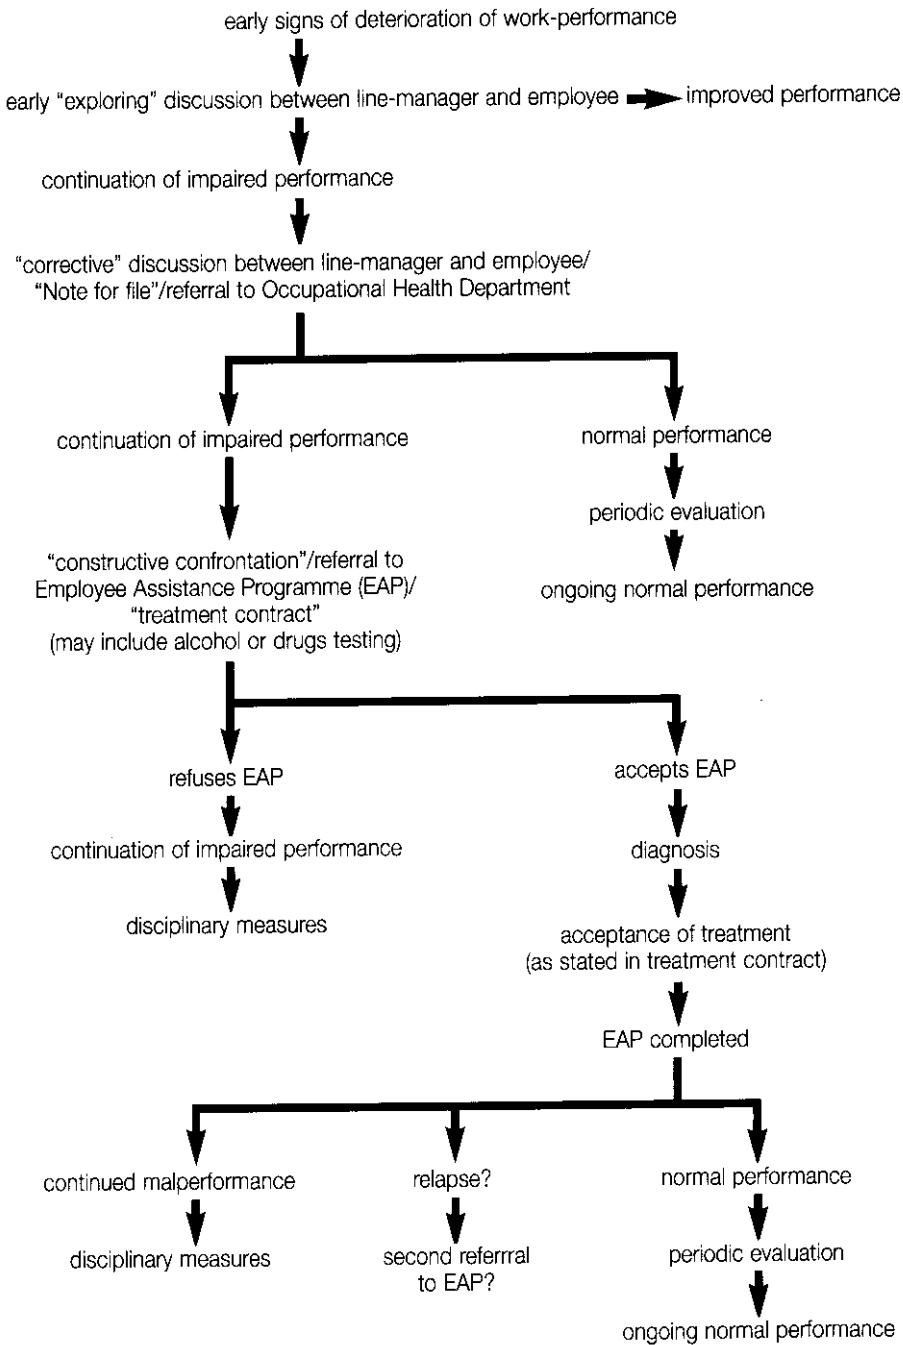 early signs of deterioration of work-performance
early “exploring” discussion between line-manager and employee
improved performance
continuation of impaired performance
“corrective” discussion between line-manager and employee/
“Note for file”/referral to Occupational Health Department
continuation of impaired performance
normal performance
periodic evaluation
ongoing normal performance
“constructive confrontation”/referral to
Employee Assistance Programme (EAP)/
“treatment contract”
(may include alcohol or drugs testing)
refuses EAP
continuation of impaired performance
disciplinary measures
accepts EAP
diagnosis
acceptance of treatment
(as stated in treatment contract)
EAP completed
continued malperformance
disciplinary measures
relapse?
second referrral
to EAP?
normal performance
periodic evaluation
ongoing normal performance